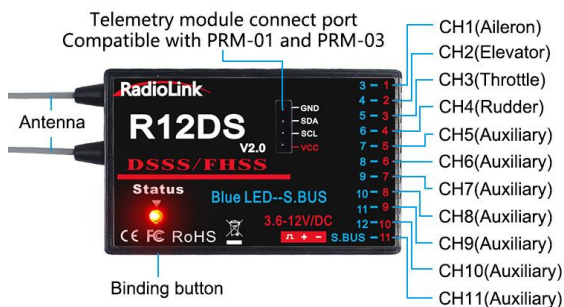 Telemetry module connect port
Compatible with PRM-01 and PRM-03
Antenna
RadioLink
R12DS
V2.0
DSSS/FHSS
Status
Blue LED--S.BUS
3.6-12V/DC
CE FC RoHS
+ -
GND
SDA
SCL
VCC
3 - 1
4 - 2
5 - 3
6 - 4
7 - 5
8 - 6
9 - 7
10 - 8
11 - 9
12 - 10
S.BUS - 11
CH1(Aileron)
CH2(Elevator)
CH3(Throttle)
CH4(Rudder)
CH5(Auxiliary)
CH6(Auxiliary)
CH7(Auxiliary)
CH8(Auxiliary)
CH9(Auxiliary)
CH10(Auxiliary)
CH11(Auxiliary)
Binding button